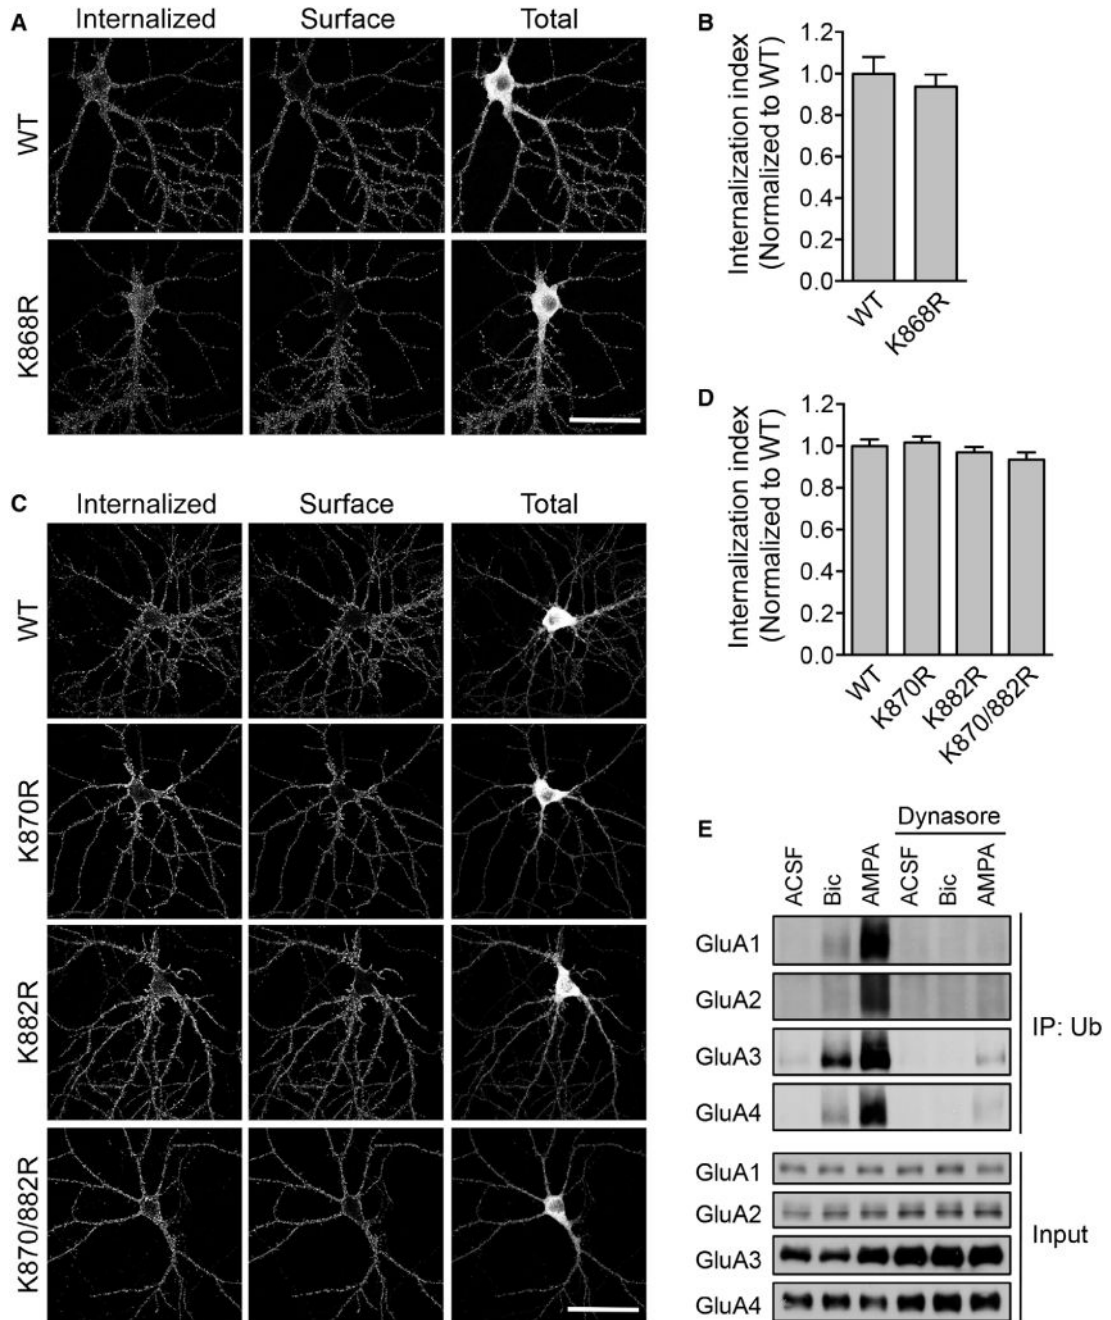 A
Internalized Surface Total
WT
K868R
B
Internalization index
(Normalized to WT)
1.2
1.0
0.8
0.6
0.4
0.2
0.0
WT K868R
C
Internalized Surface Total
WT
K870R
K882R
K870/882R
D
Internalization index
(Normalized to WT)
1.2
1.0
0.8
0.6
0.4
0.2
0.0
WT K870R K882R K870/882R
E
Dynasore
ACSF Bic AMPA ACSF Bic AMPA
GluA1
GluA2
GluA3
GluA4
IP: Ub
GluA1
GluA2
GluA3
GluA4
Input